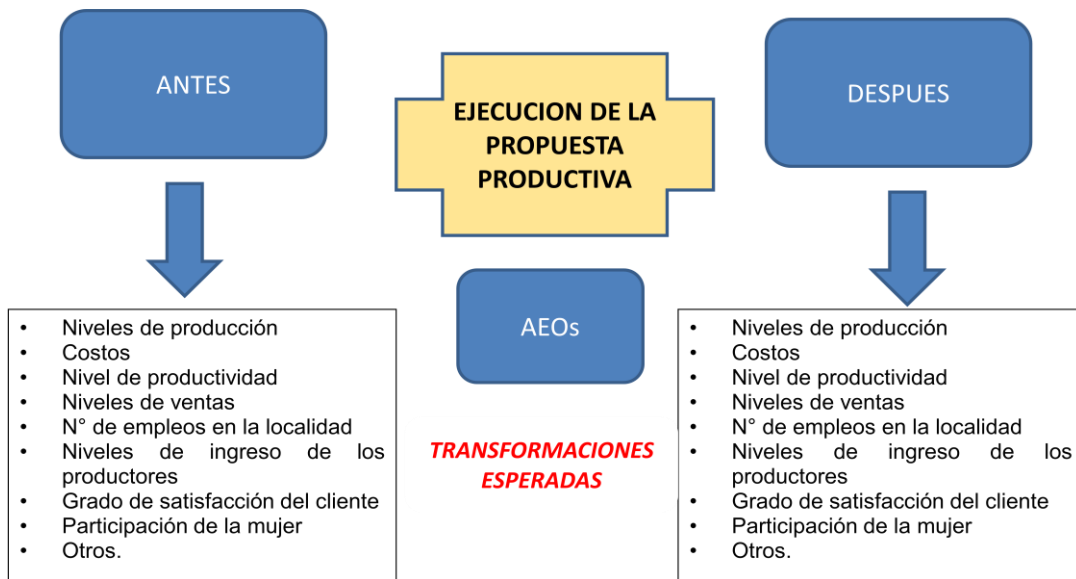 ANTES
EJECUCION DE LA
PROPUESTA
PRODUCTIVA
DESPUES
• Niveles de producción
• Costos
• Nivel de productividad
• Niveles de ventas
• N° de empleos en la localidad
• Niveles de ingreso de los
productores
• Grado de satisfacción del cliente
• Participación de la mujer
• Otros.
AEOs
TRANSFORMACIONES
ESPERADAS
• Niveles de producción
• Costos
• Nivel de productividad
• Niveles de ventas
• N° de empleos en la localidad
• Niveles de ingreso de los
productores
• Grado de satisfacción del cliente
• Participación de la mujer
• Otros.